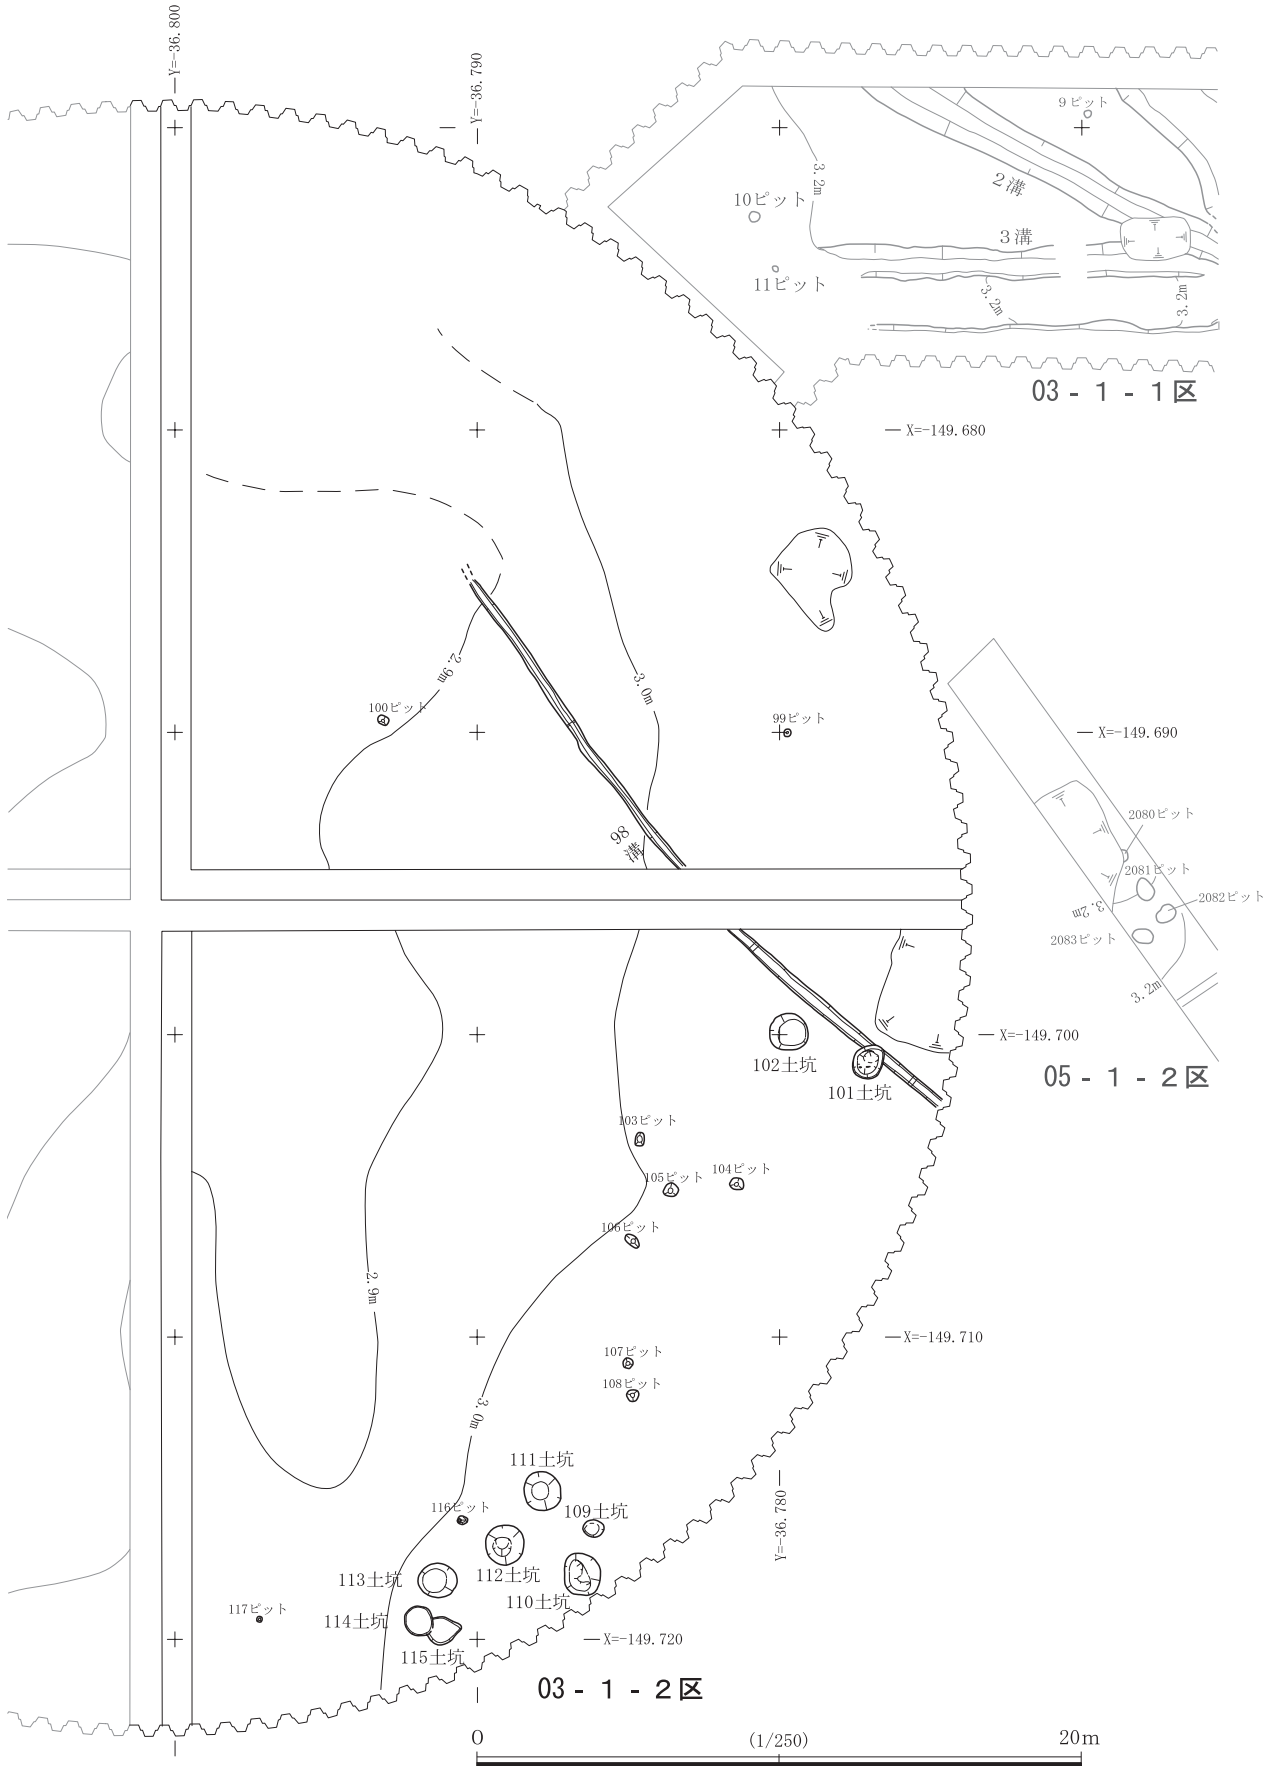 Y=-36.800
Y=-36.790
9ピット
3.2m
2溝
10ピット
3溝
11ピット
3.2m
3.2m
03-1-1区
X=-149.680
2.9m
3.0m
100ピット
99ピット
X=-149.690
98溝
2080ピット
2081ピット
2082ピット
3.2m
2083ピット
3.2m
X=-149.700
102土坑
101土坑
05-1-2区
103ピット
105ピット
104ピット
106ピット
2.9m
X=-149.710
107ピット
108ピット
3.0m
111土坑
116ピット
109土坑
Y=-36.780
112土坑
113土坑
110土坑
117ピット
114土坑
X=-149.720
115土坑
03-1-2区
0
(1/250)
20m